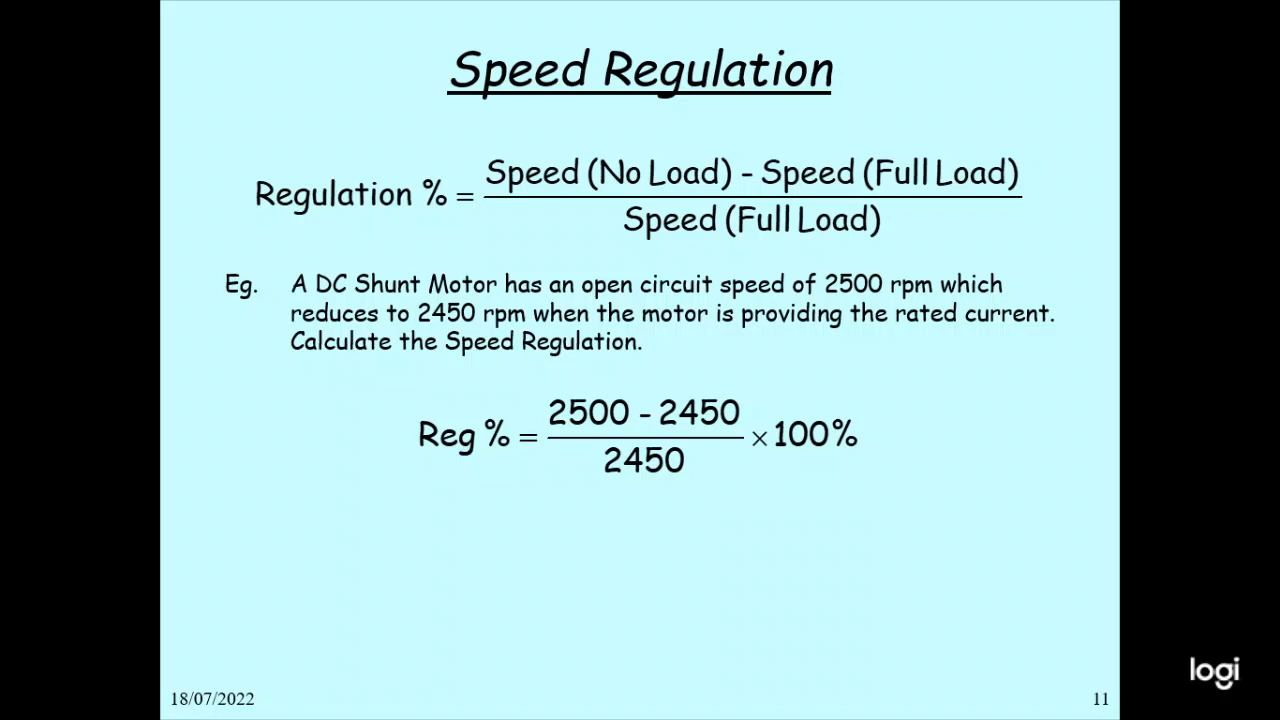 Speed Regulation
Speed (No Load) - Speed (Full Load)
Regulation % =
Speed (Full Load)
Eg. A DC Shunt Motor has an open circuit speed of 2500 rpm which
reduces to 2450 rpm when the motor is providing the rated current.
Calculate the Speed Regulation.
2500 - 2450
Reg % = × 100%
2450
logi
18/07/2022 11